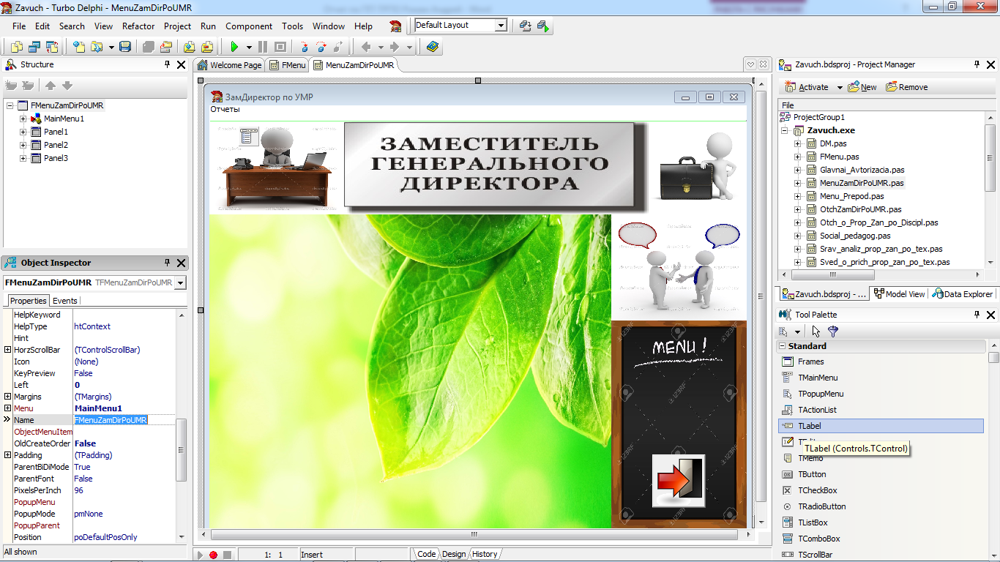 Zavuch - Turbo Delphi - MenuZamDirPoUMR
File Edit Search View Refactor Project Run Component Tools Window Help
Default Layout
Structure
FMenuZamDirPoUMR
MainMenu1
Panel1
Panel2
Panel3
Object Inspector
FMenuZamDirPoUMR TFMenuZamDirPoUMR
Properties Events
HelpKeyword
HelpType htContext
Hint
HorzScrollBar (TControlScrollBar)
Icon (None)
KeyPreview False
Left 0
Margins (TMargins)
Menu MainMenu1
Name FMenuZamDirPoUMR
ObjectMenuItem
OldCreateOrder False
Padding (TPadding)
ParentBiDiMode True
ParentFont False
PixelsPerInch 96
PopupMenu
PopupMode pmNone
PopupParent
Position poDefaultPosOnly
All shown
Welcome Page FMenu MenuZamDirPoUMR
ЗамДиректор по УМР
Отчеты
ЗАМЕСТИТЕЛЬ
ГЕНЕРАЛЬНОГО
ДИРЕКТОРА
MENU !
123RF
1: 1 Insert
Code Design History
Zavuch.bdsproj - Project Manager
Activate New Remove
File
ProjectGroup1
Zavuch.exe
DM.pas
FMenu.pas
Glavnai_Avtorizacia.pas
MenuZamDirPoUMR.pas
Menu_Prepod.pas
OtchZamDirPoUMR.pas
Otch_o_Prop_Zan_po_Discipl.pas
Social_pedagog.pas
Srav_analiz_prop_zan_po_tex.pas
Sved_o_prich_prop_zan_po_tex.pas
Zavuch.bdsproj - ... Model View Data Explorer
Tool Palette
Standard
Frames
TMainMenu
TPopupMenu
TActionList
TLabel
TLabel (Controls.TControl)
TMemo
TButton
TCheckBox
TRadioButton
TListBox
TComboBox
TScrollBar